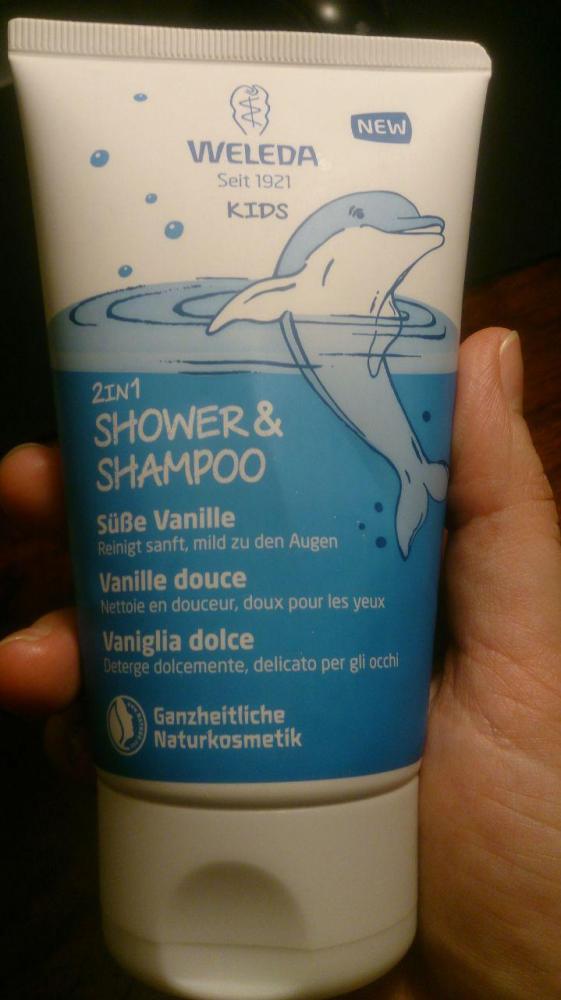 WELEDA
NEW
Seit 1921
KIDS
2IN1
SHOWER &
SHAMPOO
Süße Vanille
Reinigt sanft, mild zu den Augen
Vanille douce
Nettoie en douceur, doux pour les yeux
Vaniglia dolce
Deterge dolcemente, delicato per gli occhi
Ganzheitliche
Naturkosmetik